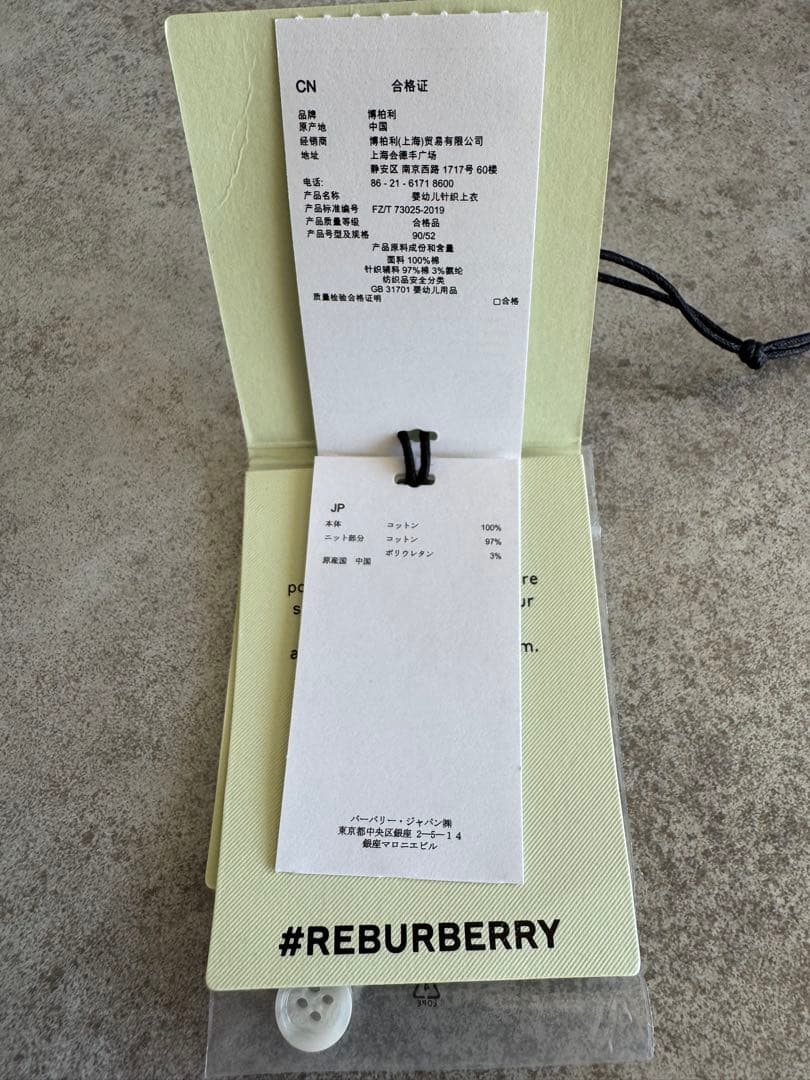 CN 合格证
品牌 博柏利
原产地 中国
经销商 博柏利(上海)贸易有限公司
地址 上海会德丰广场
静安区 南京西路 1717号 60楼
电话: 86 - 21 - 6171 8600
产品名称 婴幼儿针织上衣
产品标准编号 FZ/T 73025-2019
产品质量等级 合格品
产品号型及规格 90/52
产品原料成份和含量
面料 100%棉
针织辅料 97%棉 3%氨纶
纺织品安全分类
GB 31701 婴幼儿用品
质量检验合格证明 □合格
JP
本体 コットン 100%
ニット部分 コットン 97%
ポリウレタン 3%
原産国 中国
バーバリー・ジャパン㈱
東京都中央区銀座 2-5-14
銀座マロニエビル
#REBURBERRY